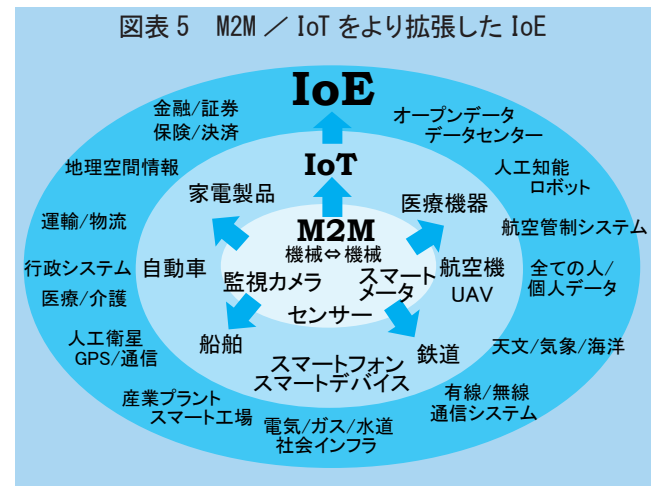 図表 5 M2M ／ IoT をより拡張した IoE
IoE
金融/証券
保険/決済
オープンデータ
データセンター
地理空間情報
IoT
人工知能
ロボット
家電製品
医療機器
運輸/物流
M2M
機械⇔機械
航空管制システム
行政システム
自動車
監視カメラ
スマート
メータ
航空機
UAV
全ての人/
個人データ
医療/介護
センサー
人工衛星
GPS/通信
船舶
スマートフォン
スマートデバイス
鉄道
天文/気象/海洋
産業プラント
スマート工場
電気/ガス/水道
社会インフラ
有線/無線
通信システム